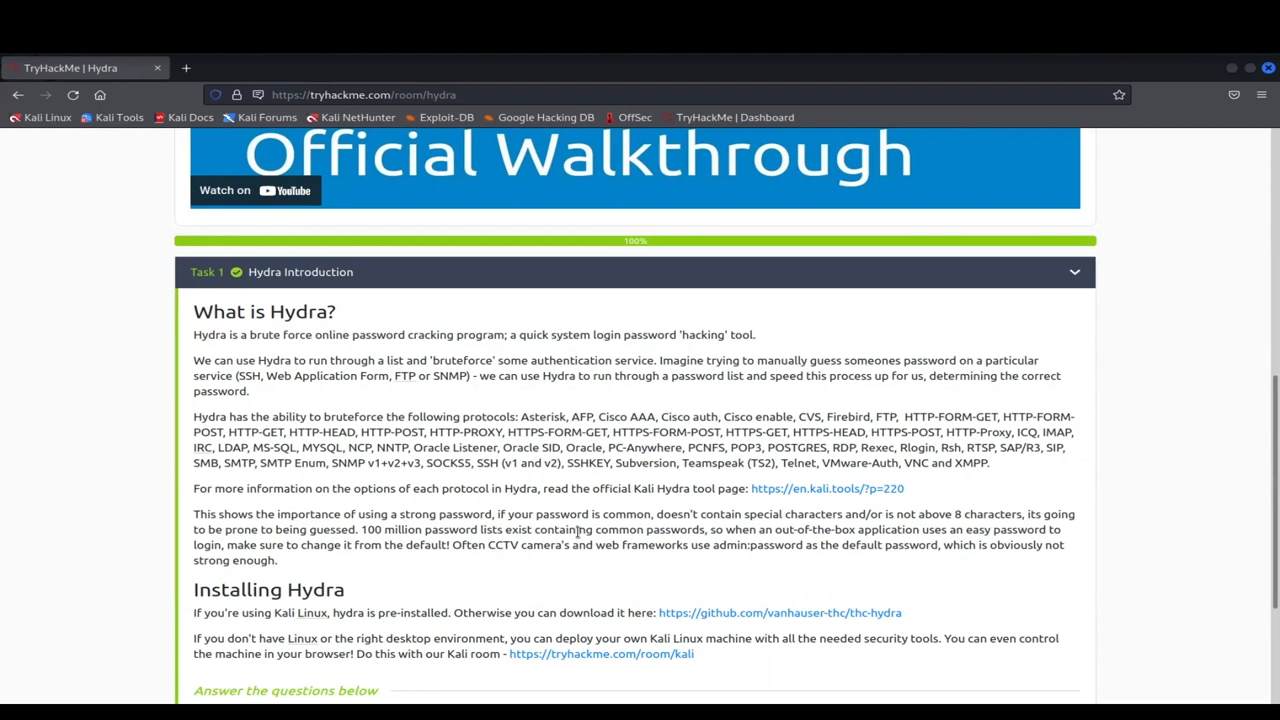 TryHackMe | Hydra
https://tryhackme.com/room/hydra
Kali Linux Kali Tools Kali Docs Kali Forums Kali NetHunter Exploit-DB Google Hacking DB OffSec TryHackMe | Dashboard
Official Walkthrough
Watch on YouTube
100%
Task 1 Hydra Introduction
What is Hydra?
Hydra is a brute force online password cracking program; a quick system login password 'hacking' tool.
We can use Hydra to run through a list and 'bruteforce' some authentication service. Imagine trying to manually guess someones password on a particular
service (SSH, Web Application Form, FTP or SNMP) - we can use Hydra to run through a password list and speed this process up for us, determining the correct
password.
Hydra has the ability to bruteforce the following protocols: Asterisk, AFP, Cisco AAA, Cisco auth, Cisco enable, CVS, Firebird, FTP, HTTP-FORM-GET, HTTP-FORM-
POST, HTTP-GET, HTTP-HEAD, HTTP-POST, HTTP-PROXY, HTTPS-FORM-GET, HTTPS-FORM-POST, HTTPS-GET, HTTPS-HEAD, HTTPS-POST, HTTP-Proxy, ICQ, IMAP,
IRC, LDAP, MS-SQL, MYSQL, NCP, NNTP, Oracle Listener, Oracle SID, Oracle, PC-Anywhere, PCNFS, POP3, POSTGRES, RDP, Rexec, Rlogin, Rsh, RTSP, SAP/R3, SIP,
SMB, SMTP, SMTP Enum, SNMP v1+v2+v3, SOCKS5, SSH (v1 and v2), SSHKEY, Subversion, Teamspeak (TS2), Telnet, VMware-Auth, VNC and XMPP.
For more information on the options of each protocol in Hydra, read the official Kali Hydra tool page: https://en.kali.tools/?p=220
This shows the importance of using a strong password, if your password is common, doesn't contain special characters and/or is not above 8 characters, its going
to be prone to being guessed. 100 million password lists exist containing common passwords, so when an out-of-the-box application uses an easy password to
login, make sure to change it from the default! Often CCTV camera's and web frameworks use admin:password as the default password, which is obviously not
strong enough.
Installing Hydra
If you're using Kali Linux, hydra is pre-installed. Otherwise you can download it here: https://github.com/vanhauser-thc/thc-hydra
If you don't have Linux or the right desktop environment, you can deploy your own Kali Linux machine with all the needed security tools. You can even control
the machine in your browser! Do this with our Kali room - https://tryhackme.com/room/kali
Answer the questions below